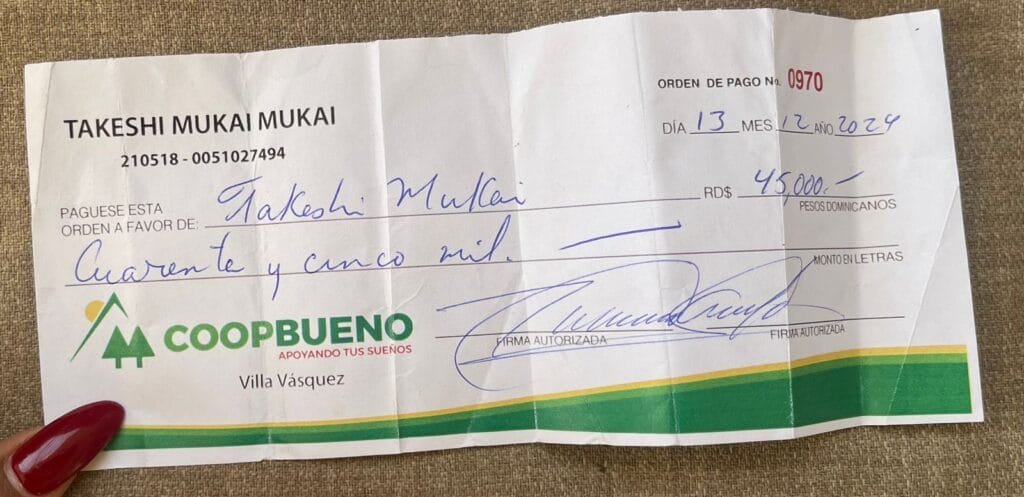 ORDEN DE PAGO No. 0970
TAKESHI MUKAI MUKAI
DÍA 13 MES 12 AÑO 2024
210518 - 0051027494
PAGUESE ESTA
ORDEN A FAVOR DE: Takeshi Mukai RD$ 45,000.-
PESOS DOMINICANOS
Cuarenta y cinco mil.
MONTO EN LETRAS
COOPBUENO
APOYANDO TUS SUEÑOS
FIRMA AUTORIZADA FIRMA AUTORIZADA
Villa Vásquez